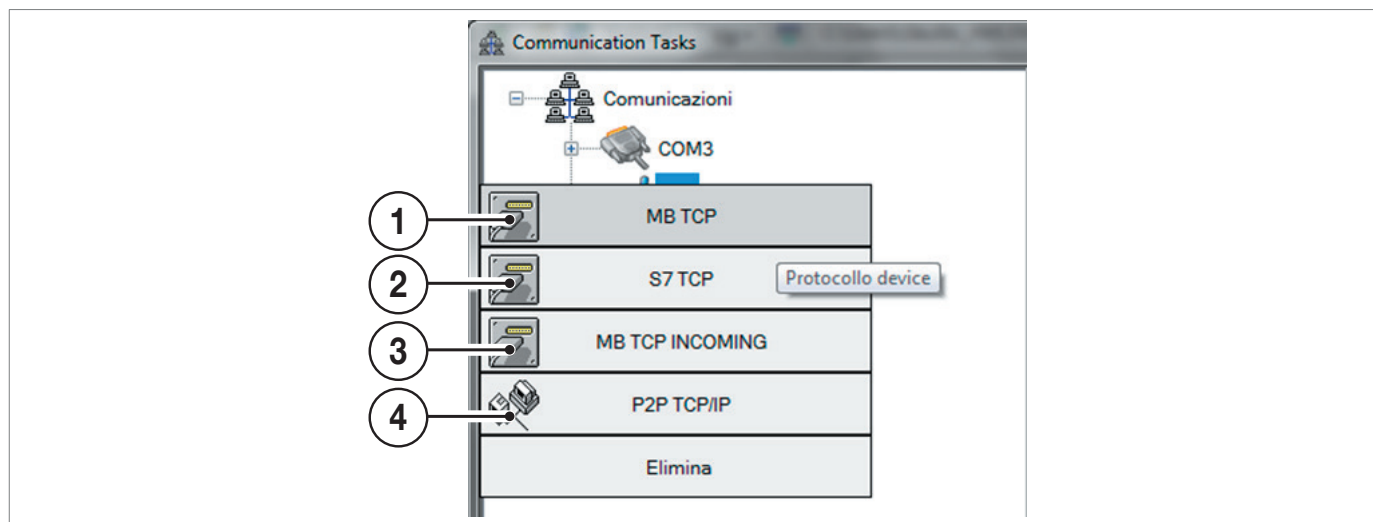 Communication Tasks
Comunicazioni
COM3
1 MB TCP
2 S7 TCP Protocollo device
3 MB TCP INCOMING
4 P2P TCP/IP
Elimina